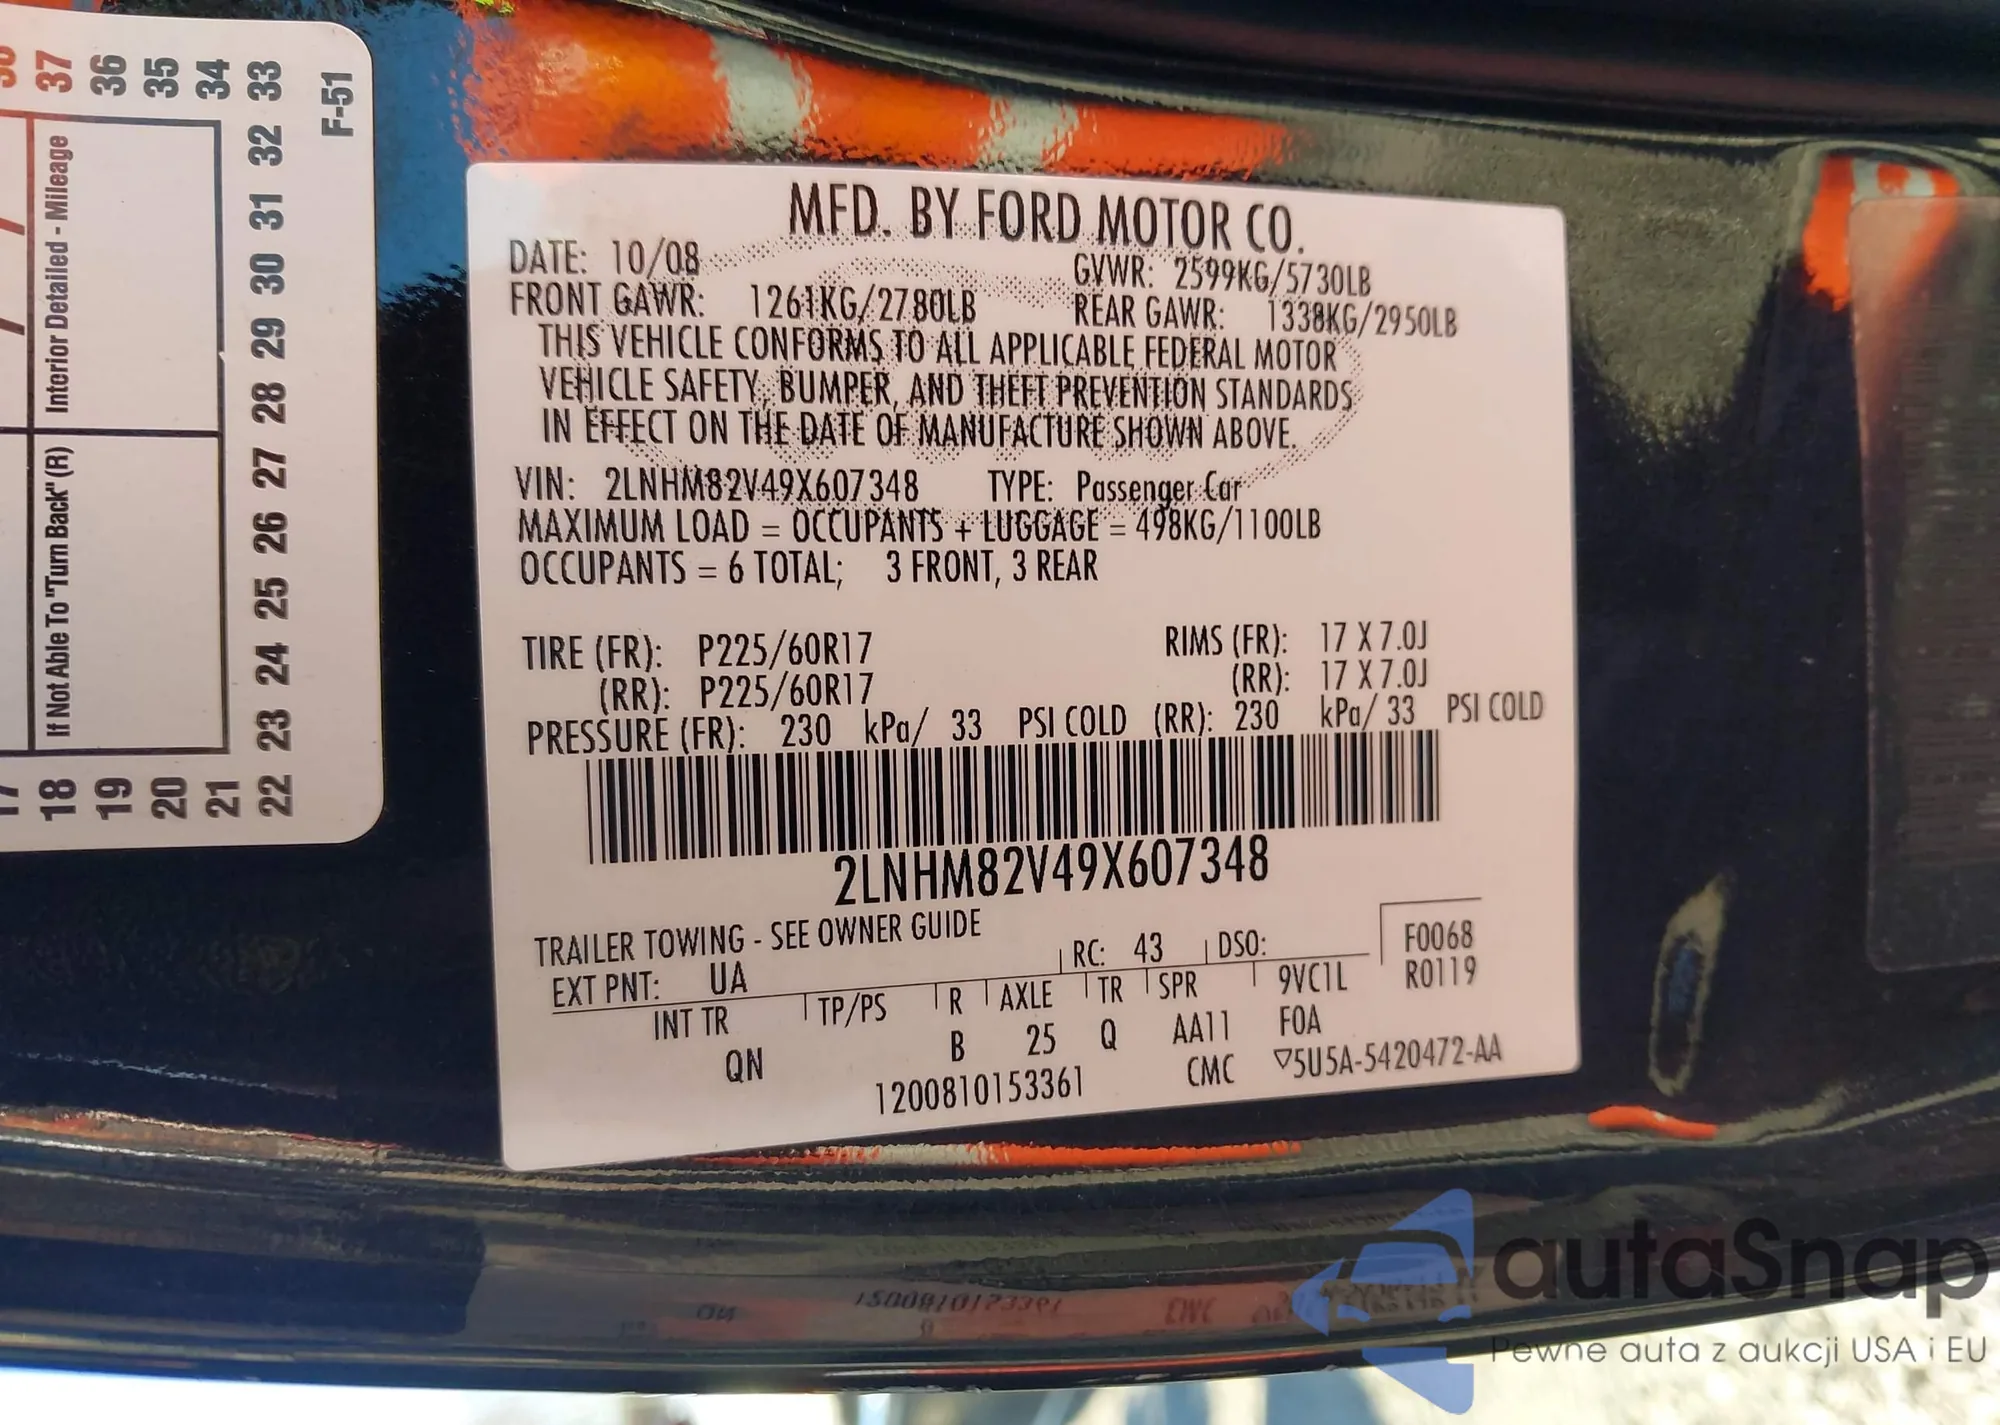 37 36 35 34 33
F-51
32 31 30 29 28 27 26 25 24 23 22
Interior Detailed - Mileage
If Not Able To "Turn Back" (R)
18 19 20 21
MFD. BY FORD MOTOR CO.
DATE: 10/08 GVWR: 2599KG/5730LB
FRONT GAWR: 1261KG/2780LB REAR GAWR: 1338KG/2950LB
THIS VEHICLE CONFORMS TO ALL APPLICABLE FEDERAL MOTOR
VEHICLE SAFETY, BUMPER, AND THEFT PREVENTION STANDARDS
IN EFFECT ON THE DATE OF MANUFACTURE SHOWN ABOVE.
VIN: 2LNHM82V49X607348 TYPE: Passenger Car
MAXIMUM LOAD = OCCUPANTS + LUGGAGE = 498KG/1100LB
OCCUPANTS = 6 TOTAL; 3 FRONT, 3 REAR
TIRE (FR): P225/60R17 RIMS (FR): 17 X 7.0J
(RR): P225/60R17 (RR): 17 X 7.0J
PRESSURE (FR): 230 kPa/ 33 PSI COLD (RR): 230 kPa/ 33 PSI COLD
2LNHM82V49X607348
TRAILER TOWING - SEE OWNER GUIDE
EXT PNT: UA RC: 43 DSO: F0068
INT TR TP/PS R AXLE TR SPR 9VC1L R0119
QN B 25 Q AA11 F0A
1200810153361 CMC ▽5U5A-5420472-AA
autaSnap
Pewne auta z aukcji USA i EU